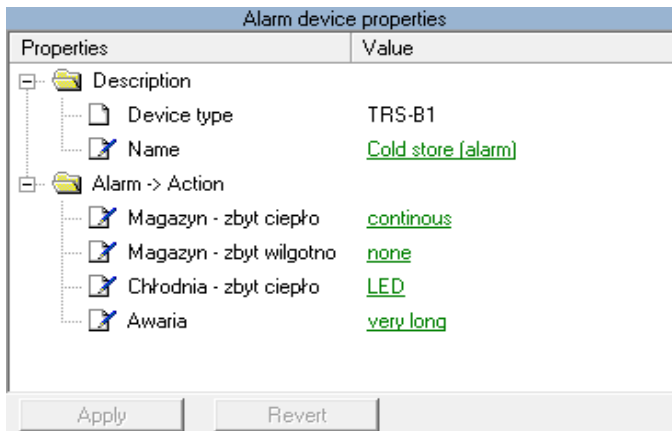 Alarm device properties
Properties Value
Description
Device type TRS-B1
Name Cold store (alarm)
Alarm -> Action
Magazyn - zbyt ciepło continous
Magazyn - zbyt wilgotno none
Chłodnia - zbyt ciepło LED
Awaria very long
Apply Revert